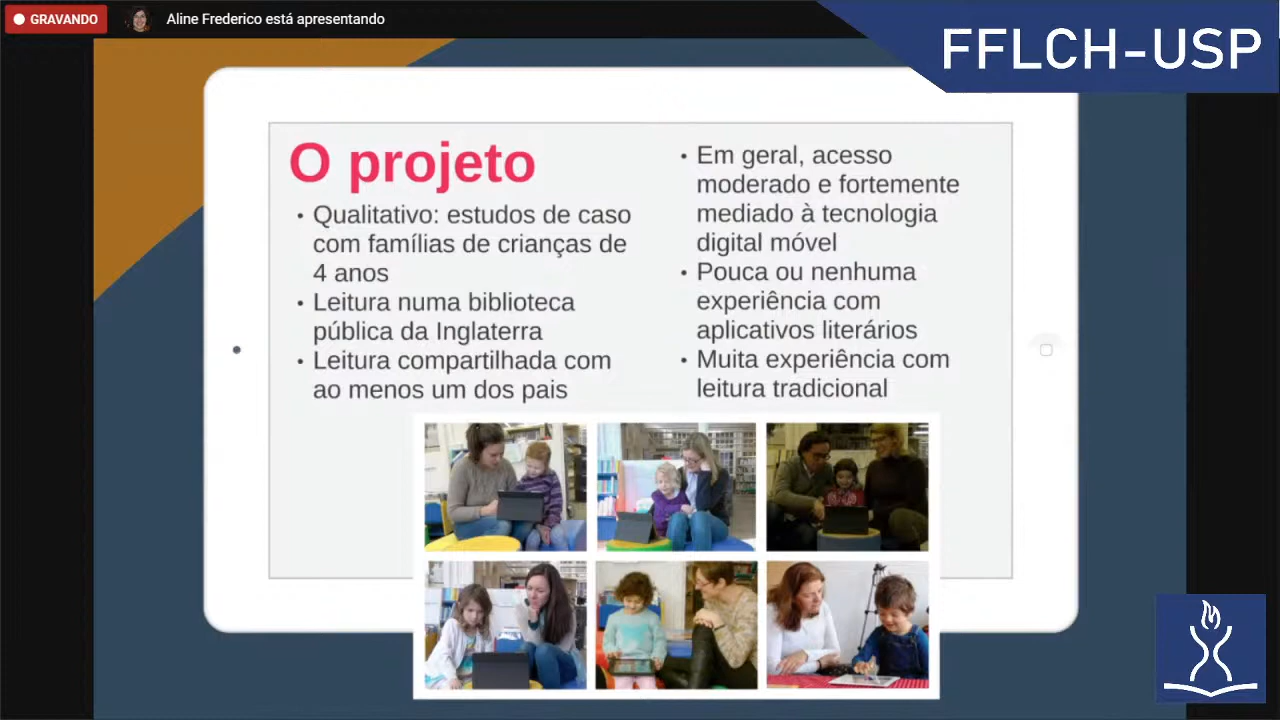 GRAVANDO
Aline Frederico está apresentando
FFLCH-USP
O projeto
• Qualitativo: estudos de caso
com famílias de crianças de
4 anos
• Leitura numa biblioteca
pública da Inglaterra
• Leitura compartilhada com
ao menos um dos pais
• Em geral, acesso
moderado e fortemente
mediado à tecnologia
digital móvel
• Pouca ou nenhuma
experiência com
aplicativos literários
• Muita experiência com
leitura tradicional